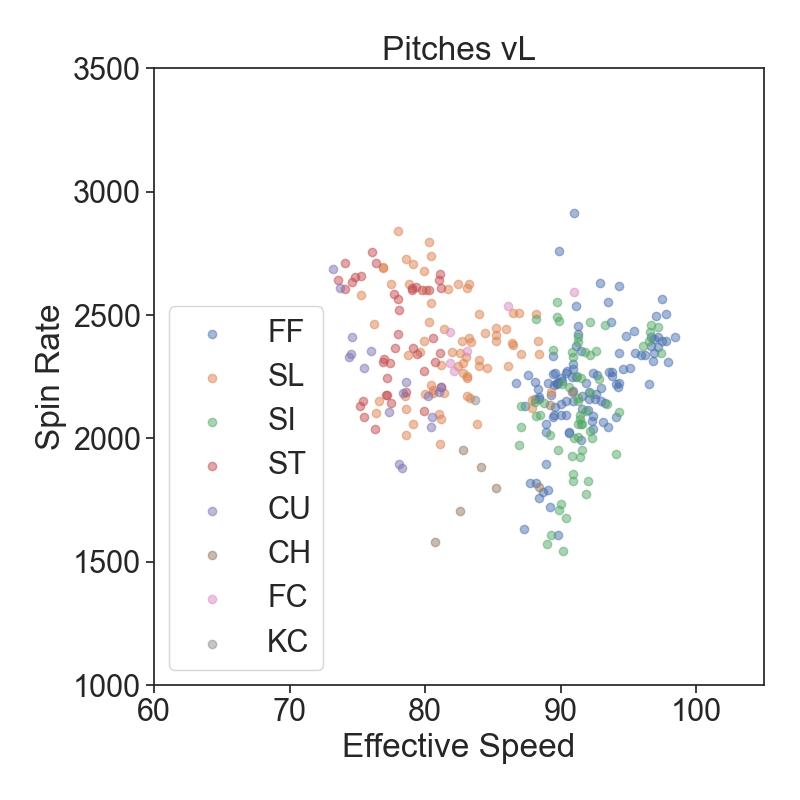 Pitches vL
3500
3000
2500
2000
1500
1000
Spin Rate
FF
SL
SI
ST
CU
CH
FC
KC
60 70 80 90 100
Effective Speed